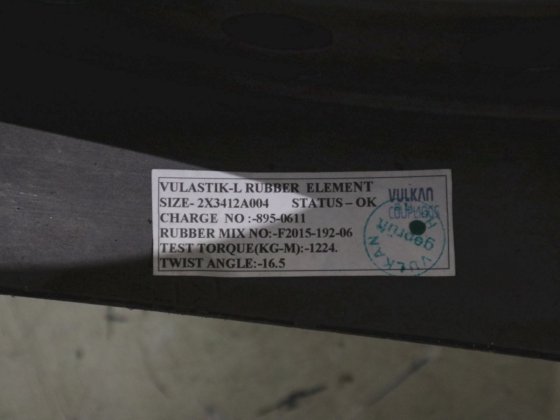 VULASTIK-L RUBBER ELEMENT
SIZE- 2X3412A004 STATUS – OK
CHARGE NO :-895-0611
RUBBER MIX NO:-F2015-192-06
TEST TORQUE(KG-M):-1224.
TWIST ANGLE:-16.5
VULKAN
COUPLINGS
VULKAN
geprüft